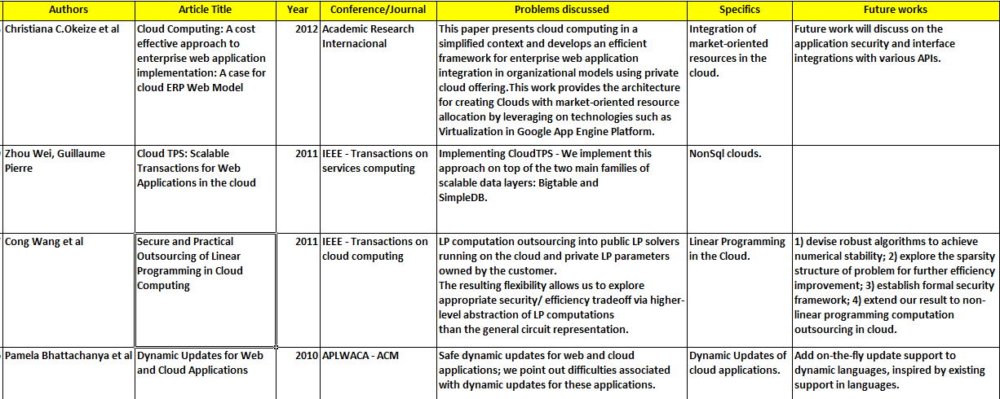 Authors Article Title Year Conference/Journal Problems discussed Specifics Future works
Christiana C.Okeize et al
Cloud Computing: A cost
effective approach to
enterprise web application
implementation: A case for
cloud ERP Web Model
2012
Academic Research
Internacional
This paper presents cloud computing in a
simplified context and develops an efficient
framework for enterprise web application
integration in organizational models using private
cloud offering.This work provides the architecture
for creating Clouds with market-oriented resource
allocation by leveraging on technologies such as
Virtualization in Google App Engine Platform.
Integration of
market-oriented
resources in the
cloud.
Future work will discuss on the
application security and interface
integrations with various APIs.
Zhou Wei, Guillaume
Pierre
Cloud TPS: Scalable
Transactions for Web
Applications in the cloud
2011
IEEE - Transactions on
services computing
Implementing CloudTPS - We implement this
approach on top of the two main families of
scalable data layers: Bigtable and
SimpleDB.
NonSql clouds.
Cong Wang et al
Secure and Practical
Outsourcing of Linear
Programming in Cloud
Computing
2011
IEEE - Transactions on
cloud computing
LP computation outsourcing into public LP solvers
running on the cloud and private LP parameters
owned by the customer.
The resulting flexibility allows us to explore
appropriate security/ efficiency tradeoff via higher-
level abstraction of LP computations
than the general circuit representation.
Linear Programming
in the Cloud.
1) devise robust algorithms to achieve
numerical stability; 2) explore the sparsity
structure of problem for further efficiency
improvement; 3) establish formal security
framework; 4) extend our result to non-
linear programming computation
outsourcing in cloud.
Pamela Bhattachanya et al
Dynamic Updates for Web
and Cloud Applications
2010
APLWACA - ACM
Safe dynamic updates for web and cloud
applications; we point out difficulties associated
with dynamic updates for these applications.
Dynamic Updates of
cloud applications.
Add on-the-fly update support to
dynamic languages, inspired by existing
support in languages.